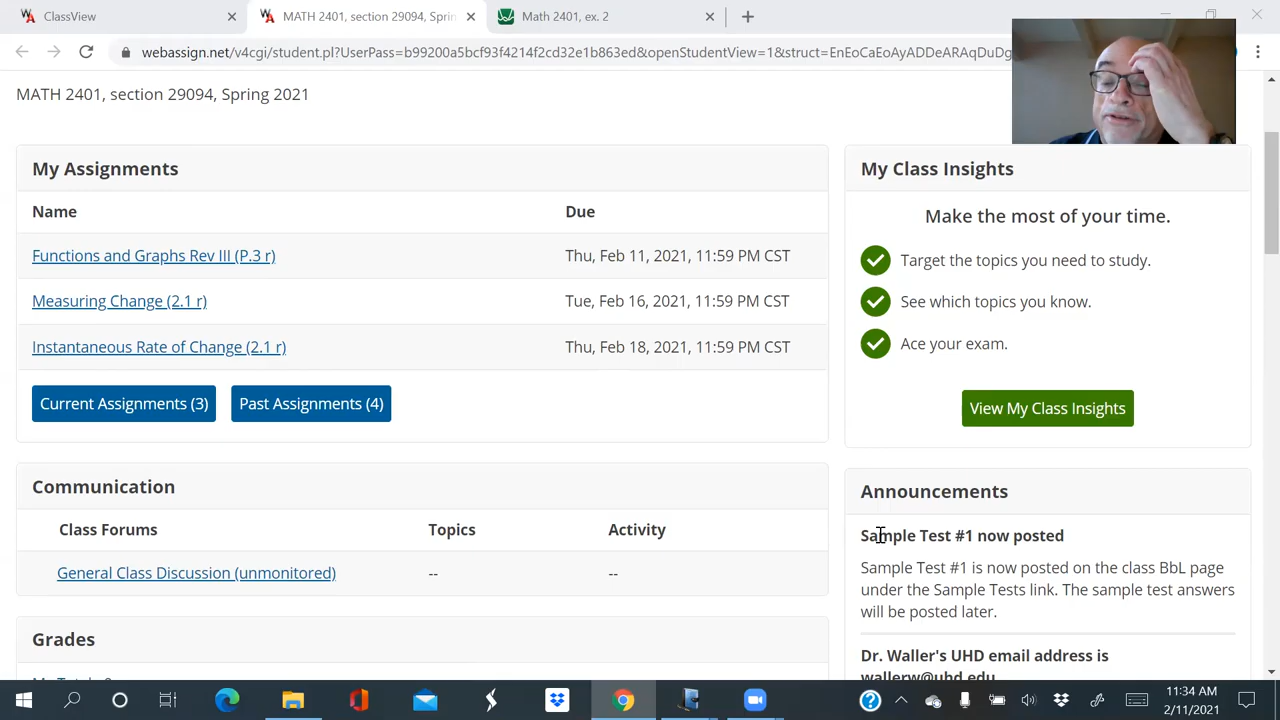 ClassView
MATH 2401, section 29094, Sprin
Math 2401, ex. 2
webassign.net/v4cgi/student.pl?UserPass=b99200a5bcf93f4214f2cd32e1b863ed&openStudentView=1&struct=EnEoCaEoAyADDeARAqDuDg
MATH 2401, section 29094, Spring 2021
My Assignments
Name Due
Functions and Graphs Rev III (P.3 r) Thu, Feb 11, 2021, 11:59 PM CST
Measuring Change (2.1 r) Tue, Feb 16, 2021, 11:59 PM CST
Instantaneous Rate of Change (2.1 r) Thu, Feb 18, 2021, 11:59 PM CST
Current Assignments (3) Past Assignments (4)
Communication
Class Forums Topics Activity
General Class Discussion (unmonitored) -- --
Grades
My Class Insights
Make the most of your time.
Target the topics you need to study.
See which topics you know.
Ace your exam.
View My Class Insights
Announcements
Sample Test #1 now posted
Sample Test #1 is now posted on the class BbL page
under the Sample Tests link. The sample test answers
will be posted later.
Dr. Waller's UHD email address is
wallerw@uhd.edu
11:34 AM
2/11/2021